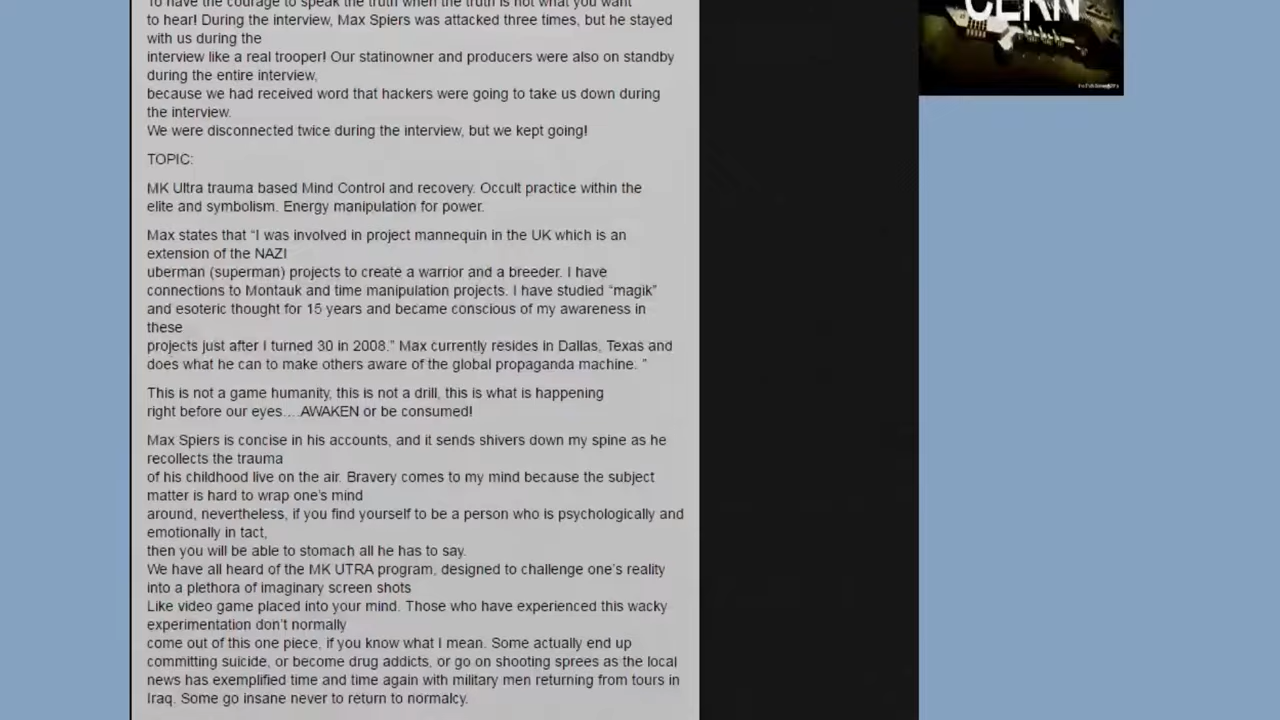 To have the courage to speak the truth when the truth is not what you want
to hear! During the interview, Max Spiers was attacked three times, but he stayed
with us during the
interview like a real trooper! Our statinowner and producers were also on standby
during the entire interview,
because we had received word that hackers were going to take us down during
the interview.
We were disconnected twice during the interview, but we kept going!
TOPIC:
MK Ultra trauma based Mind Control and recovery. Occult practice within the
elite and symbolism. Energy manipulation for power.
Max states that “I was involved in project mannequin in the UK which is an
extension of the NAZI
uberman (superman) projects to create a warrior and a breeder. I have
connections to Montauk and time manipulation projects. I have studied “magik”
and esoteric thought for 15 years and became conscious of my awareness in
these
projects just after I turned 30 in 2008.” Max currently resides in Dallas, Texas and
does what he can to make others aware of the global propaganda machine. ”
This is not a game humanity, this is not a drill, this is what is happening
right before our eyes….AWAKEN or be consumed!
Max Spiers is concise in his accounts, and it sends shivers down my spine as he
recollects the trauma
of his childhood live on the air. Bravery comes to my mind because the subject
matter is hard to wrap one’s mind
around, nevertheless, if you find yourself to be a person who is psychologically and
emotionally in tact,
then you will be able to stomach all he has to say.
We have all heard of the MK UTRA program, designed to challenge one’s reality
into a plethora of imaginary screen shots
Like video game placed into your mind. Those who have experienced this wacky
experimentation don’t normally
come out of this one piece, if you know what I mean. Some actually end up
committing suicide, or become drug addicts, or go on shooting sprees as the local
news has exemplified time and time again with military men returning from tours in
Iraq. Some go insane never to return to normalcy.
CERN